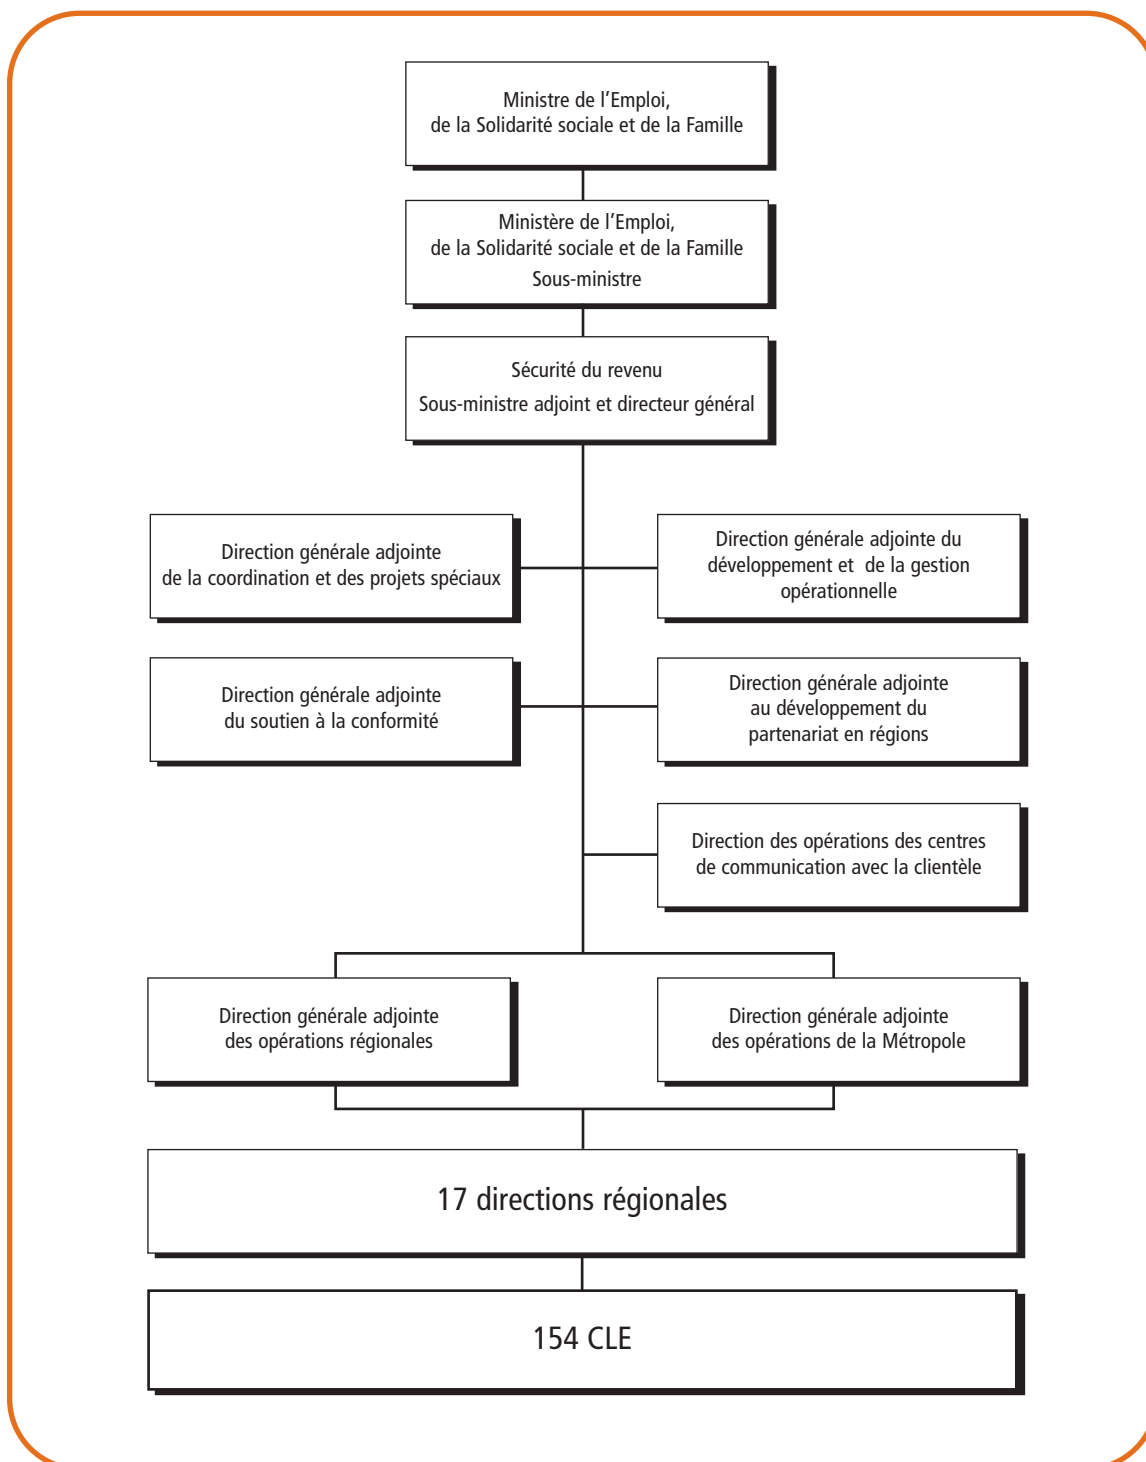 Ministre de l'Emploi,
de la Solidarité sociale et de la Famille
Ministère de l'Emploi,
de la Solidarité sociale et de la Famille
Sous-ministre
Sécurité du revenu
Sous-ministre adjoint et directeur général
Direction générale adjointe
de la coordination et des projets spéciaux
Direction générale adjointe du
développement et de la gestion
opérationnelle
Direction générale adjointe
du soutien à la conformité
Direction générale adjointe
au développement du
partenariat en régions
Direction des opérations des centres
de communication avec la clientèle
Direction générale adjointe
des opérations régionales
Direction générale adjointe
des opérations de la Métropole
17 directions régionales
154 CLE